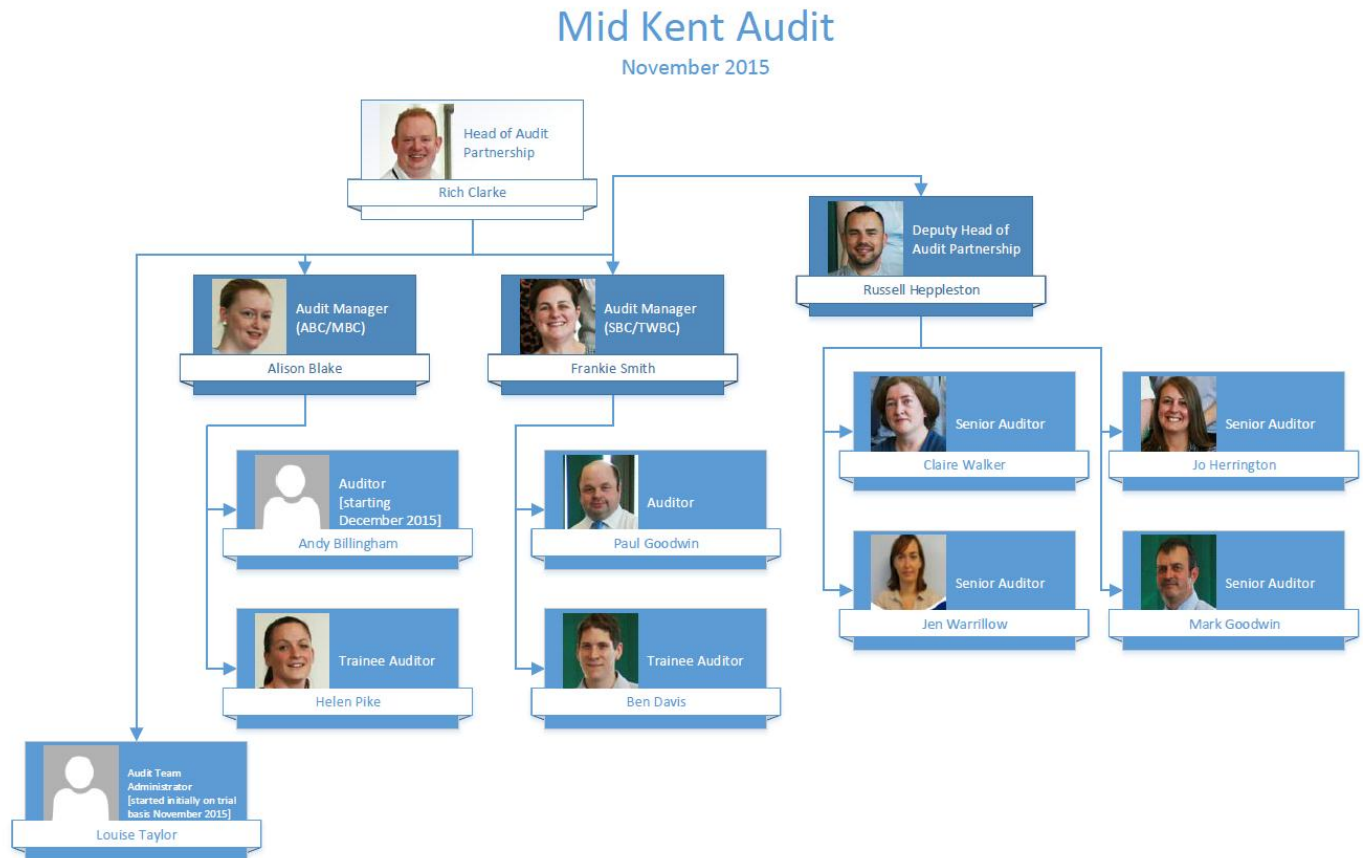 Mid Kent Audit
November 2015
Head of Audit
Partnership
Rich Clarke
Deputy Head of
Audit Partnership
Russell Heppleston
Audit Manager
(ABC/MBC)
Alison Blake
Audit Manager
(SBC/TWBC)
Frankie Smith
Senior Auditor
Claire Walker
Senior Auditor
Jo Herrington
Auditor
[starting
December 2015]
Andy Billingham
Auditor
Paul Goodwin
Senior Auditor
Jen Warrillow
Senior Auditor
Mark Goodwin
Trainee Auditor
Helen Pike
Trainee Auditor
Ben Davis
Audit Team
Administrator
[started initially on trial
basis November 2015]
Louise Taylor